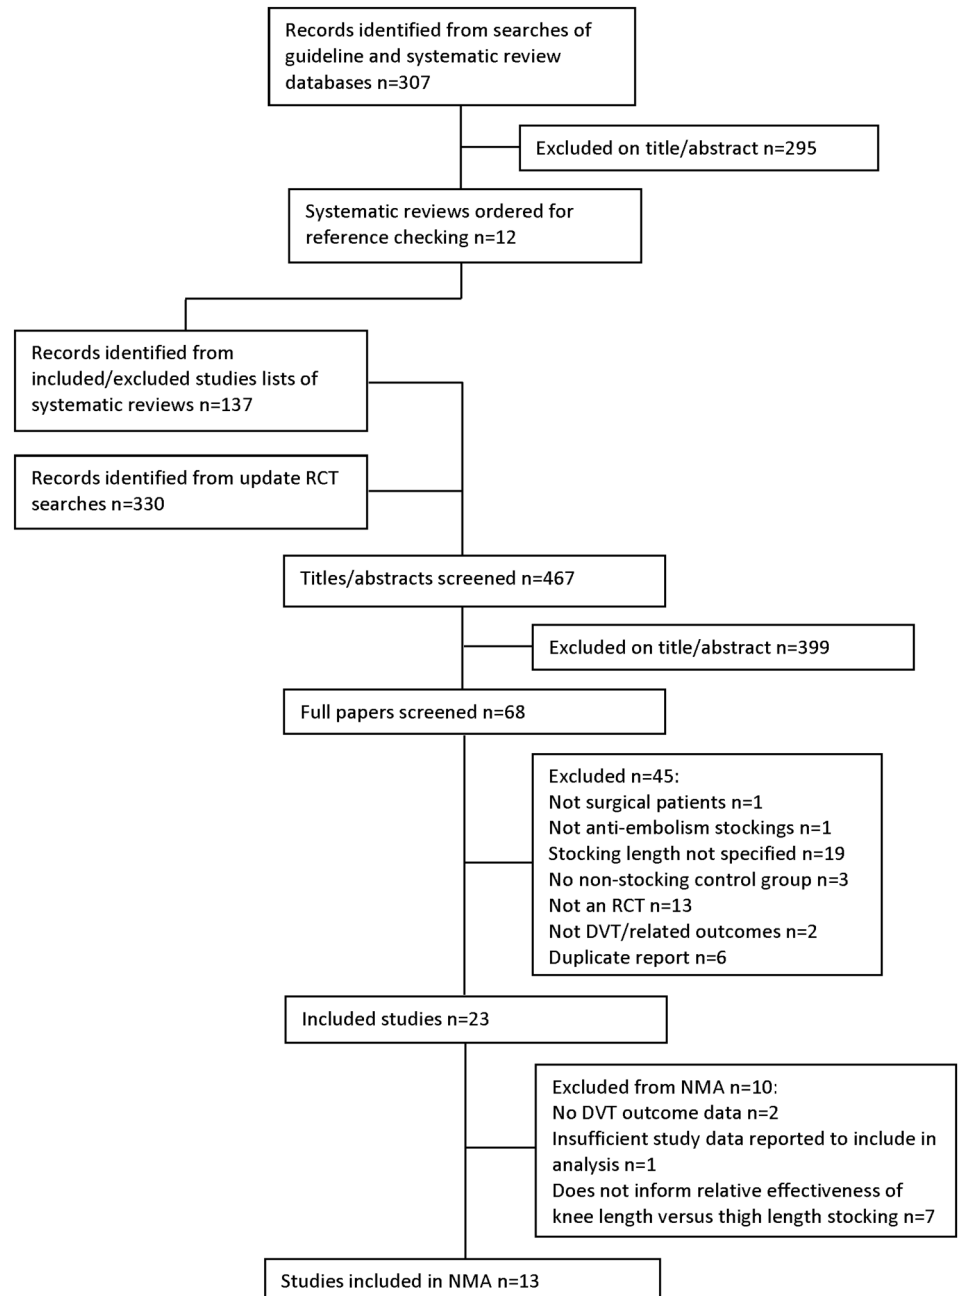 Records identified from searches of
guideline and systematic review
databases n=307
Excluded on title/abstract n=295
Systematic reviews ordered for
reference checking n=12
Records identified from
included/excluded studies lists of
systematic reviews n=137
Records identified from update RCT
searches n=330
Titles/abstracts screened n=467
Excluded on title/abstract n=399
Full papers screened n=68
Excluded n=45:
Not surgical patients n=1
Not anti-embolism stockings n=1
Stocking length not specified n=19
No non-stocking control group n=3
Not an RCT n=13
Not DVT/related outcomes n=2
Duplicate report n=6
Included studies n=23
Excluded from NMA n=10:
No DVT outcome data n=2
Insufficient study data reported to include in
analysis n=1
Does not inform relative effectiveness of
knee length versus thigh length stocking n=7
Studies included in NMA n=13